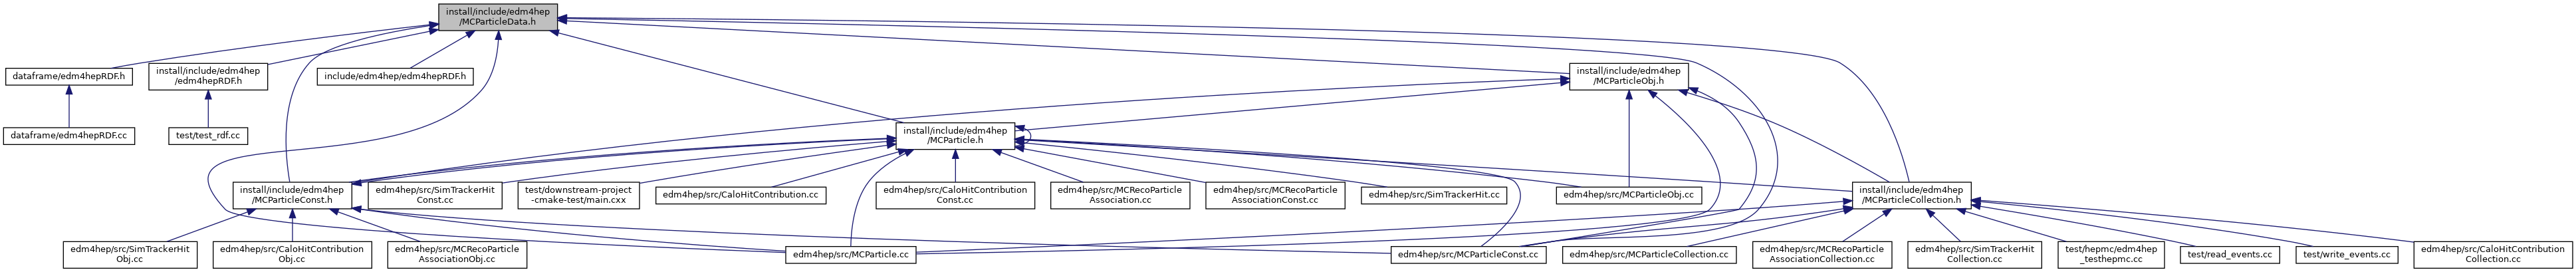 install/include/edm4hep
/MCParticleData.h
dataframe/edm4hepRDF.h
install/include/edm4hep
/edm4hepRDF.h
include/edm4hep/edm4hepRDF.h
install/include/edm4hep
/MCParticleObj.h
dataframe/edm4hepRDF.cc
test/test_rdf.cc
install/include/edm4hep
/MCParticle.h
install/include/edm4hep
/MCParticleConst.h
edm4hep/src/SimTrackerHit
Const.cc
test/downstream-project
-cmake-test/main.cxx
edm4hep/src/CaloHitContribution.cc
edm4hep/src/CaloHitContribution
Const.cc
edm4hep/src/MCRecoParticle
Association.cc
edm4hep/src/MCRecoParticle
AssociationConst.cc
edm4hep/src/SimTrackerHit.cc
edm4hep/src/MCParticleObj.cc
install/include/edm4hep
/MCParticleCollection.h
edm4hep/src/SimTrackerHit
Obj.cc
edm4hep/src/CaloHitContribution
Obj.cc
edm4hep/src/MCRecoParticle
AssociationObj.cc
edm4hep/src/MCParticle.cc
edm4hep/src/MCParticleConst.cc
edm4hep/src/MCParticleCollection.cc
edm4hep/src/MCRecoParticle
AssociationCollection.cc
edm4hep/src/SimTrackerHit
Collection.cc
test/hepmc/edm4hep
_testhepmc.cc
test/read_events.cc
test/write_events.cc
edm4hep/src/CaloHitContribution
Collection.cc